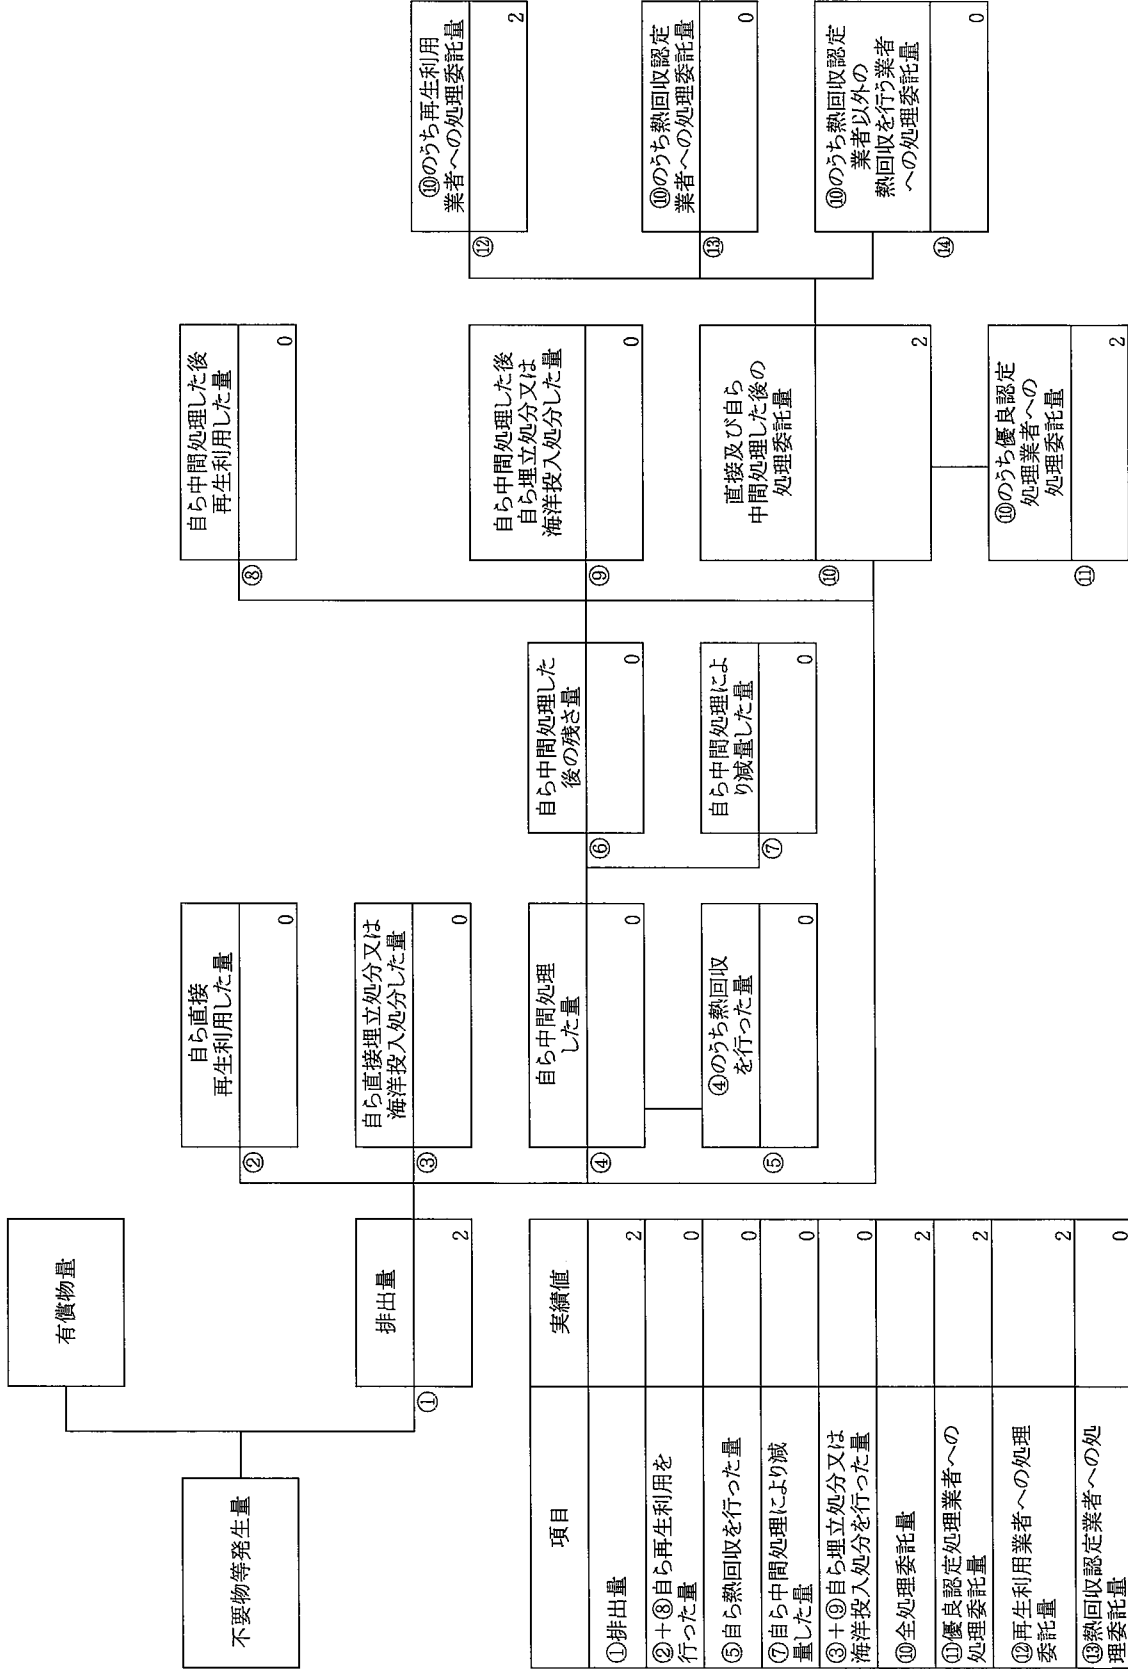 不要物等発生量
有償物量
排出量
①
2
自ら直接
再生利用した量
②
0
自ら直接埋立処分又は
海洋投入処分した量
③
0
自ら中間処理
した量
④
0
④のうち熱回収
を行った量
⑤
0
自ら中間処理した
後の残さ量
⑥
0
自ら中間処理によ
り減量した量
⑦
0
自ら中間処理した後
再生利用した量
⑧
0
自ら中間処理した後
自ら埋立処分又は
海洋投入処分した量
⑨
0
直接及び自ら
中間処理した後の
処理委託量
⑩
2
⑩のうち優良認定
処理業者への
処理委託量
⑪
2
⑩のうち再生利用
業者への処理委託量
⑫
2
⑩のうち熱回収認定
業者への処理委託量
⑬
0
⑩のうち熱回収認定
業者以外の
熱回収を行う業者
への処理委託量
⑭
0
項目
実績値
①排出量
2
②+⑧自ら再生利用を
行った量
0
⑤自ら熱回収を行った量
0
⑦自ら中間処理により減
量した量
0
③+⑨自ら埋立処分又は
海洋投入処分を行った量
0
⑩全処理委託量
2
⑪優良認定処理業者への
処理委託量
2
⑫再生利用業者への処理
委託量
2
⑬熱回収認定業者への処
理委託量
0